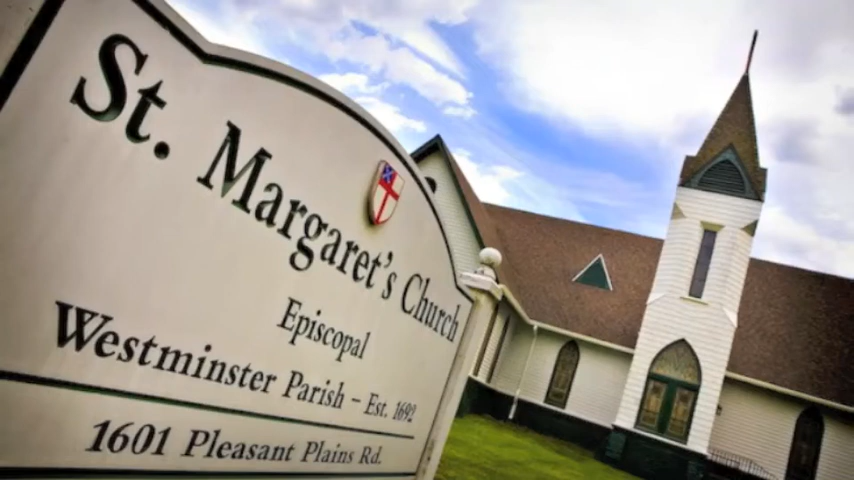 St. Margaret's Church
Episcopal
Westminster Parish – Est. 1692
1601 Pleasant Plains Rd.